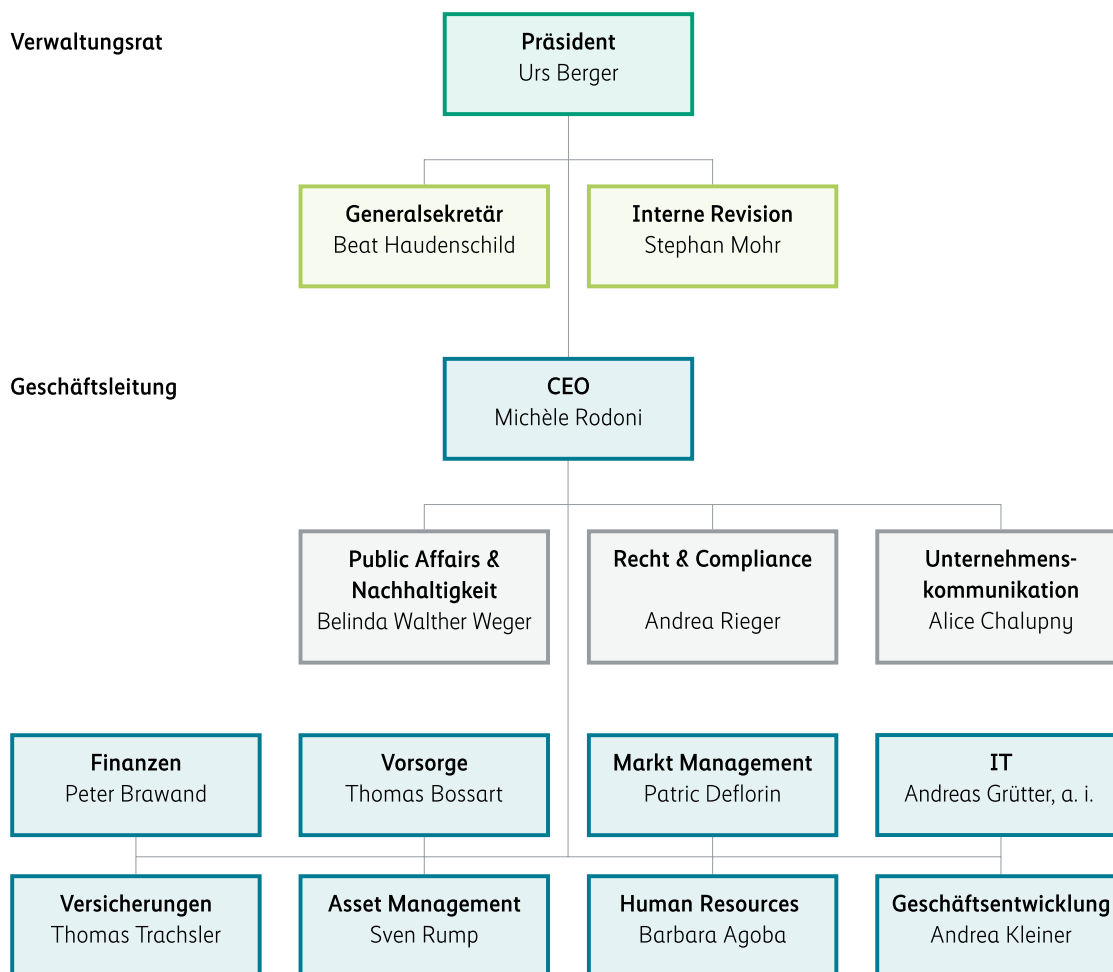 Verwaltungsrat
Präsident
Urs Berger
Generalsekretär
Beat Haudenschild
Interne Revision
Stephan Mohr
Geschäftsleitung
CEO
Michèle Rodoni
Public Affairs &
Nachhaltigkeit
Belinda Walther Weger
Recht & Compliance
Andrea Rieger
Unternehmens-
kommunikation
Alice Chalupny
Finanzen
Peter Brawand
Vorsorge
Thomas Bossart
Markt Management
Patric Deflorin
IT
Andreas Grütter, a. i.
Versicherungen
Thomas Trachsler
Asset Management
Sven Rump
Human Resources
Barbara Agoba
Geschäftsentwicklung
Andrea Kleiner